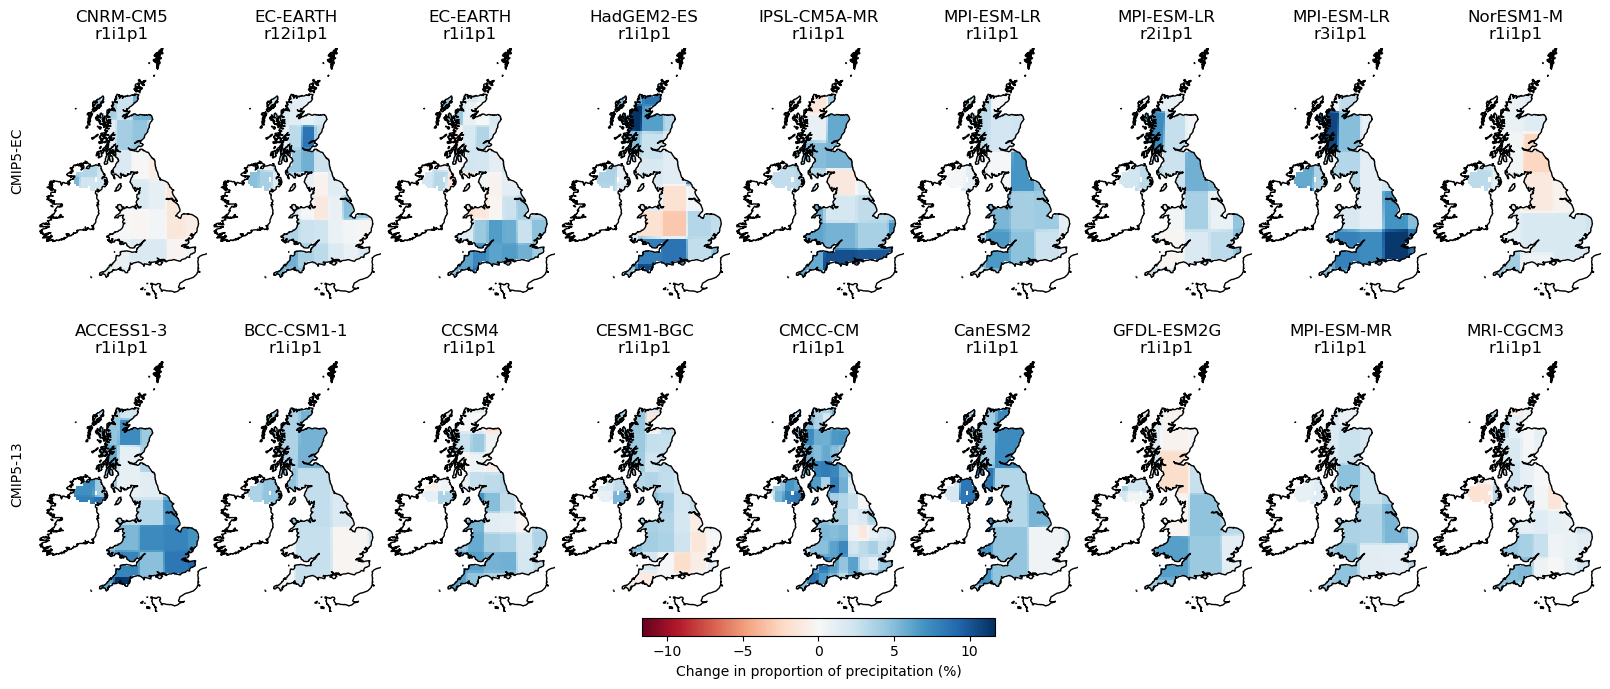 CNRM-CM5
r1i1p1
EC-EARTH
r12i1p1
EC-EARTH
r1i1p1
HadGEM2-ES
r1i1p1
IPSL-CM5A-MR
r1i1p1
MPI-ESM-LR
r1i1p1
MPI-ESM-LR
r2i1p1
MPI-ESM-LR
r3i1p1
NorESM1-M
r1i1p1
CMIP5-EC
ACCESS1-3
r1i1p1
BCC-CSM1-1
r1i1p1
CCSM4
r1i1p1
CESM1-BGC
r1i1p1
CMCC-CM
r1i1p1
CanESM2
r1i1p1
GFDL-ESM2G
r1i1p1
MPI-ESM-MR
r1i1p1
MRI-CGCM3
r1i1p1
CMIP5-13
−10 −5 0 5 10
Change in proportion of precipitation (%)